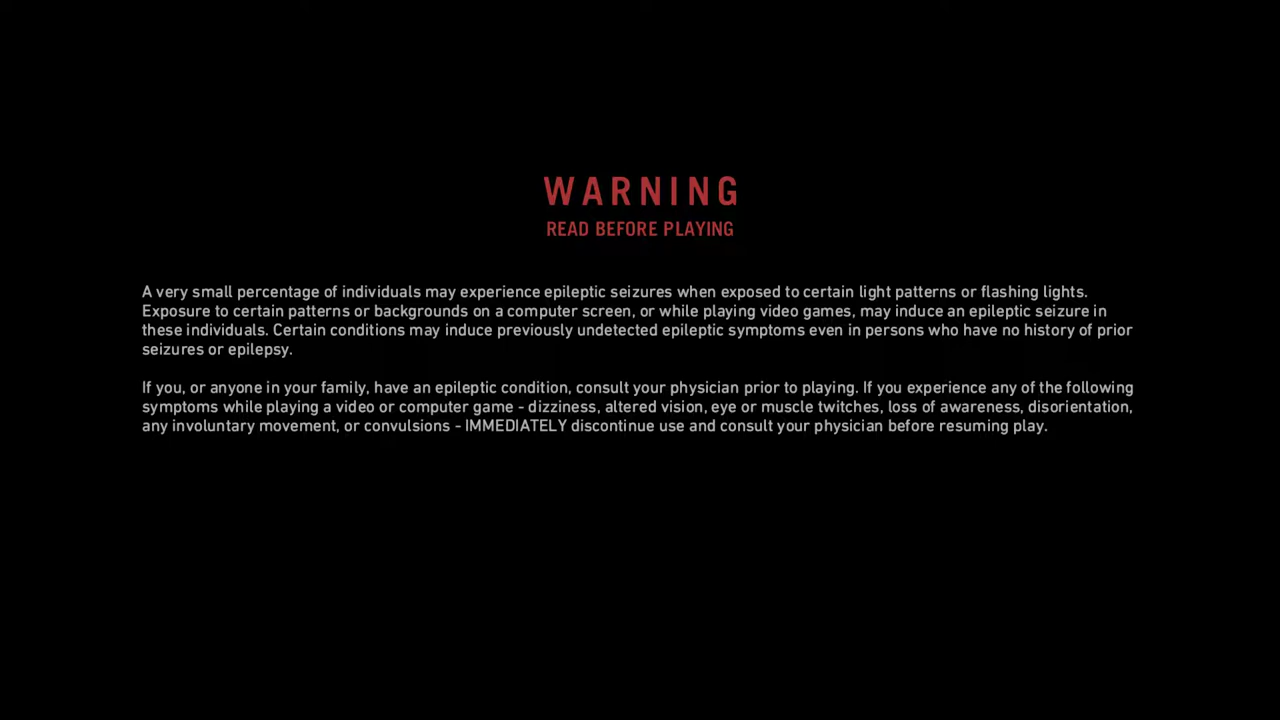 WARNING
READ BEFORE PLAYING
A very small percentage of individuals may experience epileptic seizures when exposed to certain light patterns or flashing lights.
Exposure to certain patterns or backgrounds on a computer screen, or while playing video games, may induce an epileptic seizure in
these individuals. Certain conditions may induce previously undetected epileptic symptoms even in persons who have no history of prior
seizures or epilepsy.
If you, or anyone in your family, have an epileptic condition, consult your physician prior to playing. If you experience any of the following
symptoms while playing a video or computer game - dizziness, altered vision, eye or muscle twitches, loss of awareness, disorientation,
any involuntary movement, or convulsions - IMMEDIATELY discontinue use and consult your physician before resuming play.